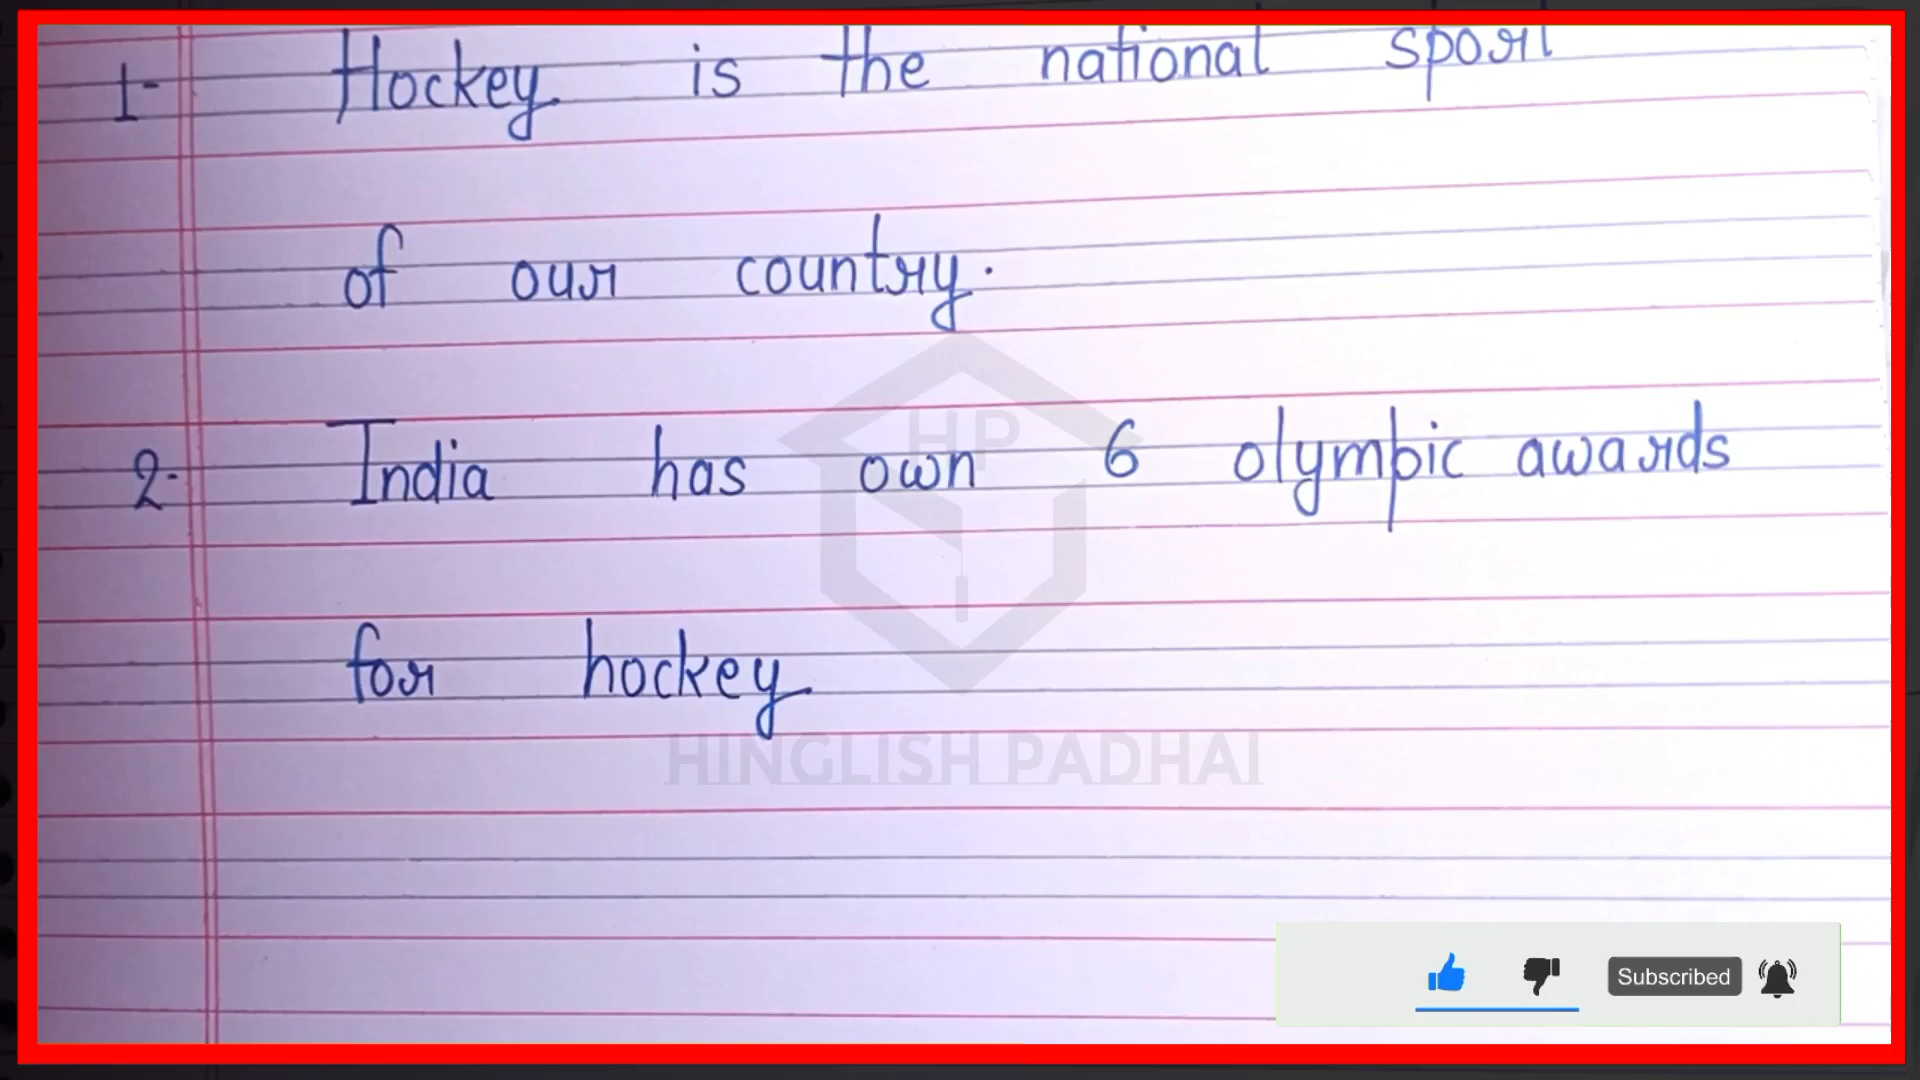 1- Hockey is the national sport
of our country.
2- India has own 6 olympic awards
for hockey
HP
HINGLISH PADHAI
Subscribed